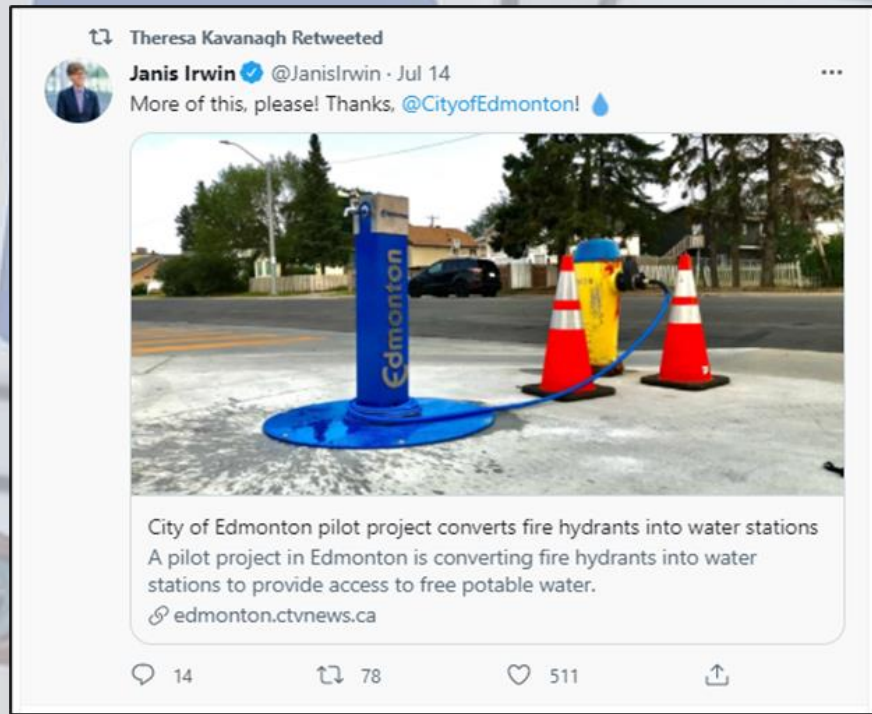 Theresa Kavanagh Retweeted
Janis Irwin @JanisIrwin · Jul 14
More of this, please! Thanks, @CityofEdmonton!
Edmonton
City of Edmonton pilot project converts fire hydrants into water stations
A pilot project in Edmonton is converting fire hydrants into water
stations to provide access to free potable water.
edmonton.ctvnews.ca
14 78 511